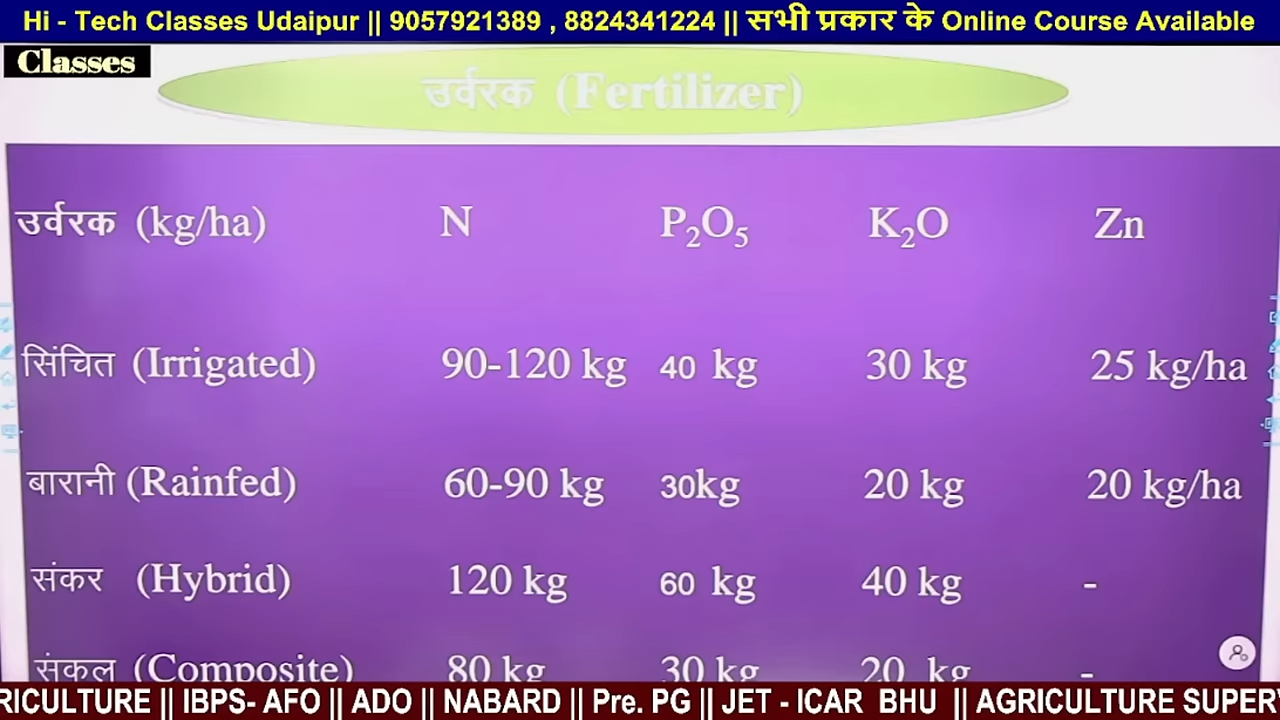 Hi - Tech Classes Udaipur || 9057921389 , 8824341224 || सभी प्रकार के Online Course Available
Classes
उर्वरक (Fertilizer)
उर्वरक (kg/ha) N P₂O₅ K₂O Zn
सिंचित (Irrigated) 90-120 kg 40 kg 30 kg 25 kg/ha
बारानी (Rainfed) 60-90 kg 30kg 20 kg 20 kg/ha
संकर (Hybrid) 120 kg 60 kg 40 kg -
संकुल (Composite) 80 kg 30 kg 20 kg -
RICULTURE || IBPS- AFO || ADO || NABARD || Pre. PG || JET - ICAR BHU || AGRICULTURE SUPERV